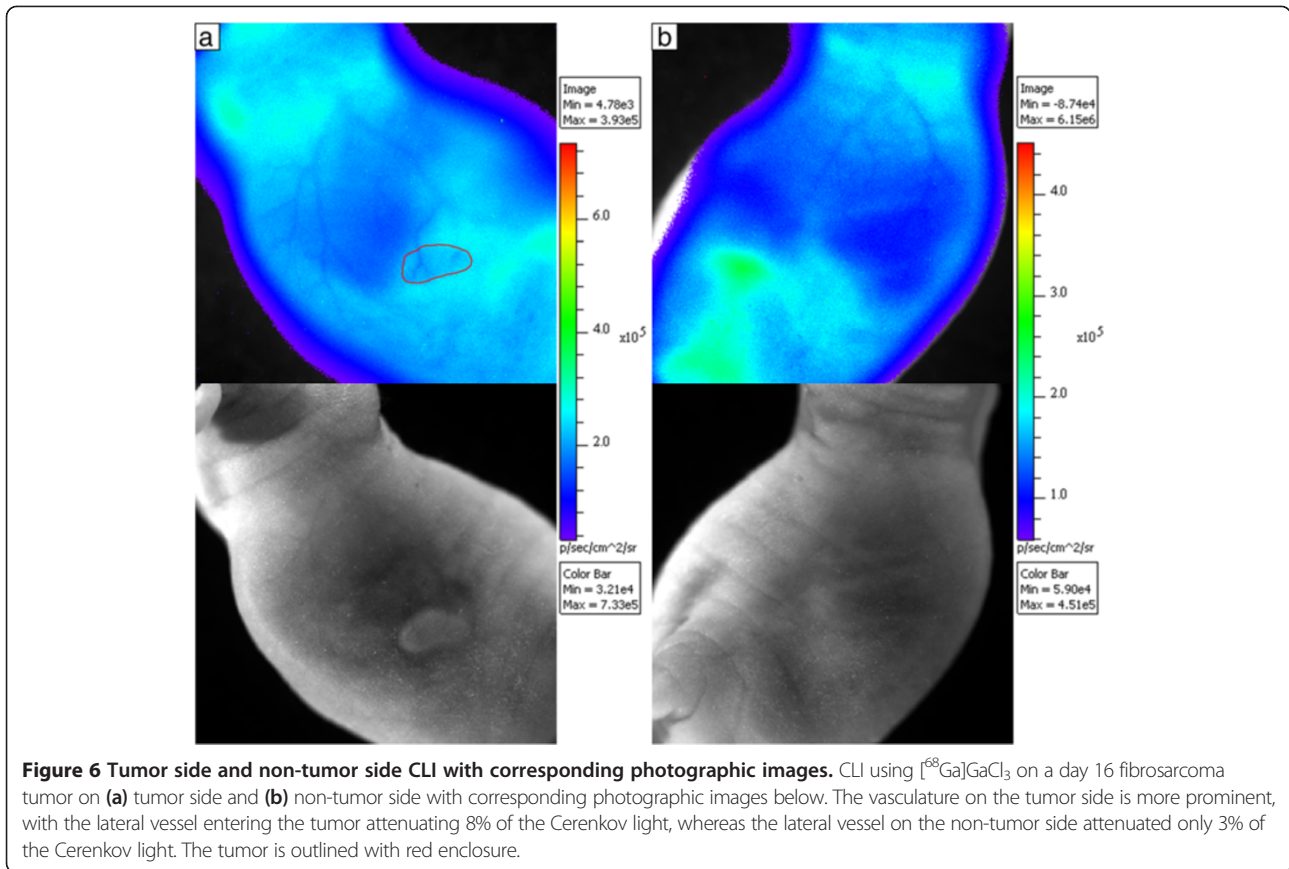 a
Image
Min = 4.78e3
Max = 3.93e5
6.0
4.0
x10^5
2.0
p/sec/cm^2/sr
Color Bar
Min = 3.21e4
Max = 7.33e5
b
Image
Min = -8.74e4
Max = 6.15e6
4.0
3.0
x10^5
2.0
1.0
p/sec/cm^2/sr
Color Bar
Min = 5.90e4
Max = 4.51e5
Figure 6 Tumor side and non-tumor side CLI with corresponding photographic images. CLI using [⁶⁸Ga]GaCl₃ on a day 16 fibrosarcoma
tumor on (a) tumor side and (b) non-tumor side with corresponding photographic images below. The vasculature on the tumor side is more prominent,
with the lateral vessel entering the tumor attenuating 8% of the Cerenkov light, whereas the lateral vessel on the non-tumor side attenuated only 3% of
the Cerenkov light. The tumor is outlined with red enclosure.